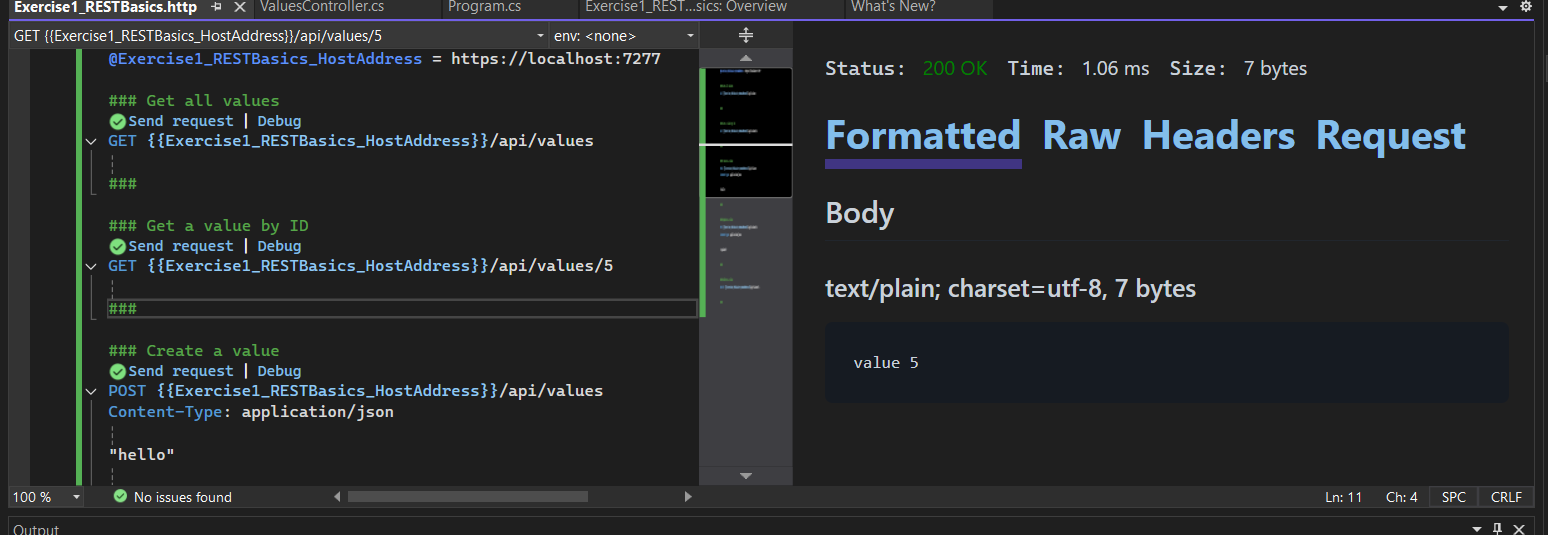 Exercise1_RESTBasics.http
ValuesController.cs
Program.cs
Exercise1_REST...sics: Overview
What's New?
GET {{Exercise1_RESTBasics_HostAddress}}/api/values/5
env: <none>
@Exercise1_RESTBasics_HostAddress = https://localhost:7277
### Get all values
Send request | Debug
GET {{Exercise1_RESTBasics_HostAddress}}/api/values
###
### Get a value by ID
Send request | Debug
GET {{Exercise1_RESTBasics_HostAddress}}/api/values/5
###
### Create a value
Send request | Debug
POST {{Exercise1_RESTBasics_HostAddress}}/api/values
Content-Type: application/json
"hello"
100 %
No issues found
Status: 200 OK Time: 1.06 ms Size: 7 bytes
Formatted Raw Headers Request
Body
text/plain; charset=utf-8, 7 bytes
value 5
Ln: 11 Ch: 4 SPC CRLF
Output